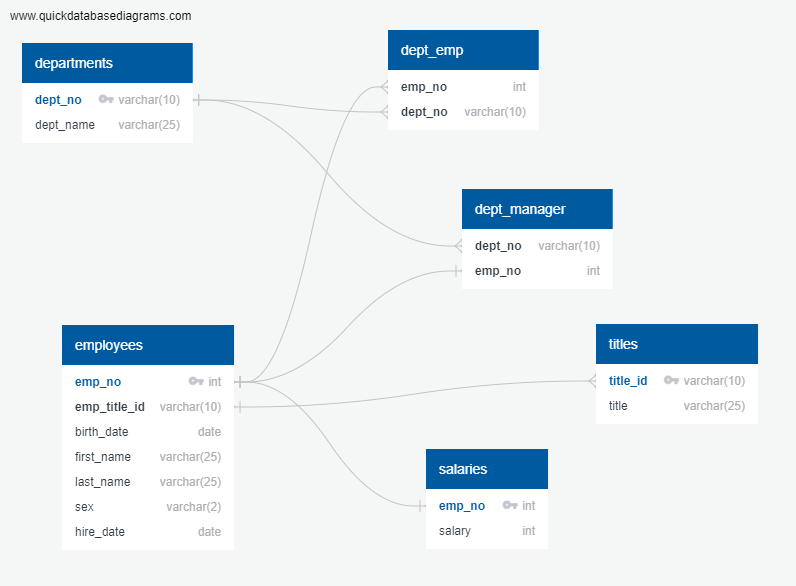 www.quickdatabasediagrams.com
departments
dept_no varchar(10)
dept_name varchar(25)
dept_emp
emp_no int
dept_no varchar(10)
dept_manager
dept_no varchar(10)
emp_no int
employees
emp_no int
emp_title_id varchar(10)
birth_date date
first_name varchar(25)
last_name varchar(25)
sex varchar(2)
hire_date date
titles
title_id varchar(10)
title varchar(25)
salaries
emp_no int
salary int